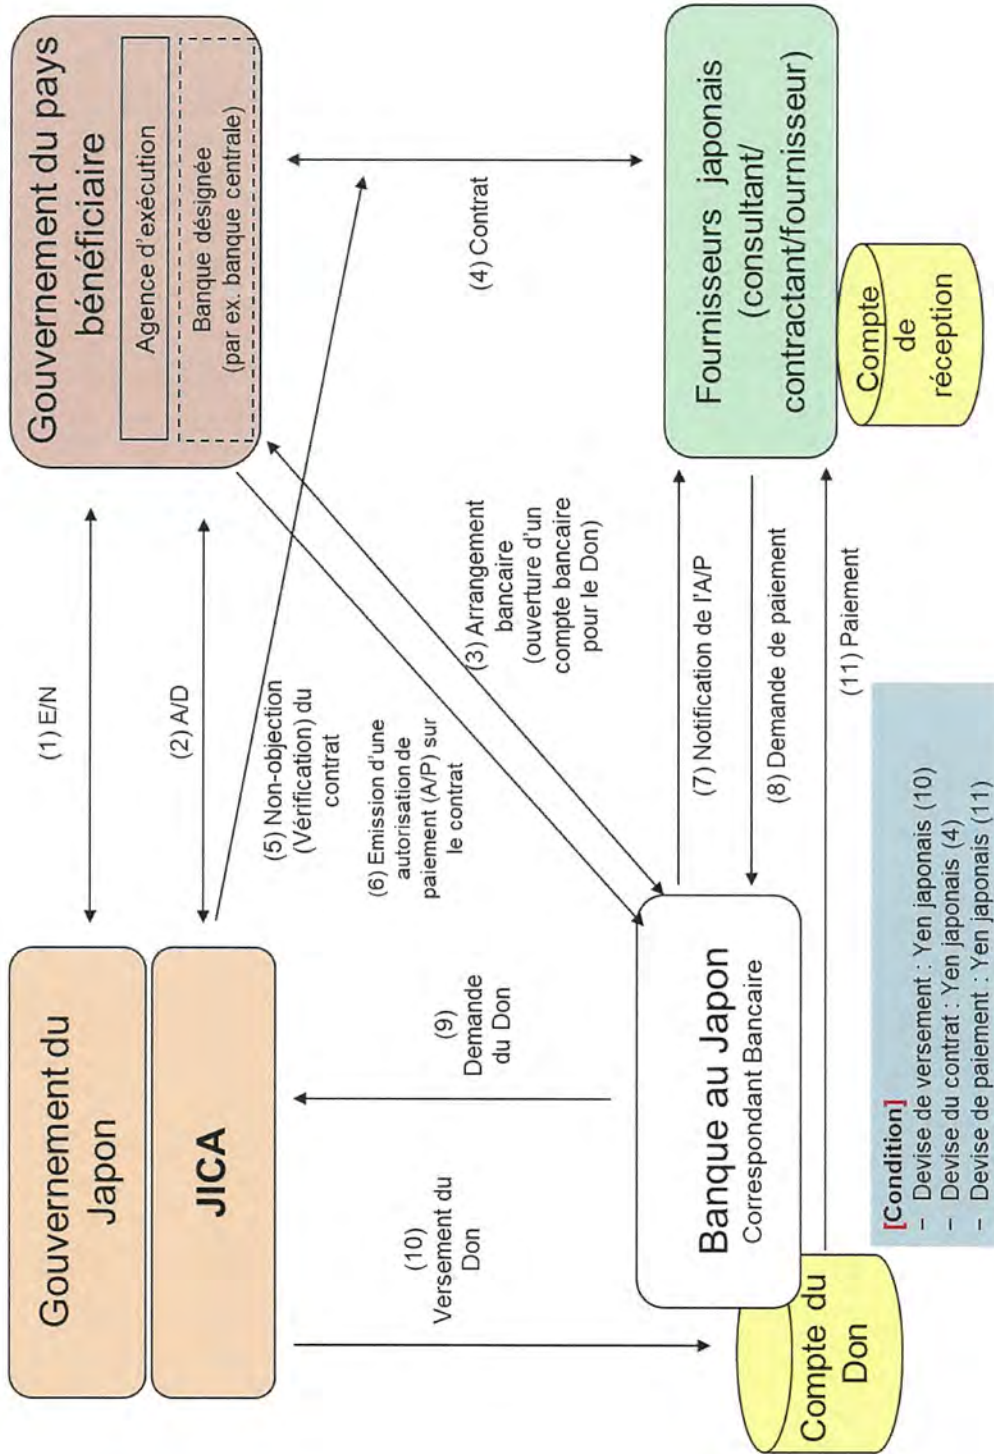 Gouvernement du
Japon
JICA
Gouvernement du pays
bénéficiaire
Agence d'exécution
Banque désignée
(par ex. banque centrale)
(1) E/N
(2) A/D
(5) Non-objection
(Vérification) du
contrat
(6) Emission d'une
autorisation de
paiement (A/P) sur
le contrat
(3) Arrangement
bancaire
(ouverture d'un
compte bancaire
pour le Don)
(4) Contrat
(9)
Demande
du Don
(10)
Versement du
Don
Banque au Japon
Correspondant Bancaire
Compte du
Don
(7) Notification de l'A/P
(8) Demande de paiement
(11) Paiement
Fournisseurs japonais
(consultant/
contractant/fournisseur)
Compte
de
réception
[Condition]
– Devise de versement : Yen japonais (10)
– Devise du contrat : Yen japonais (4)
– Devise de paiement : Yen japonais (11)